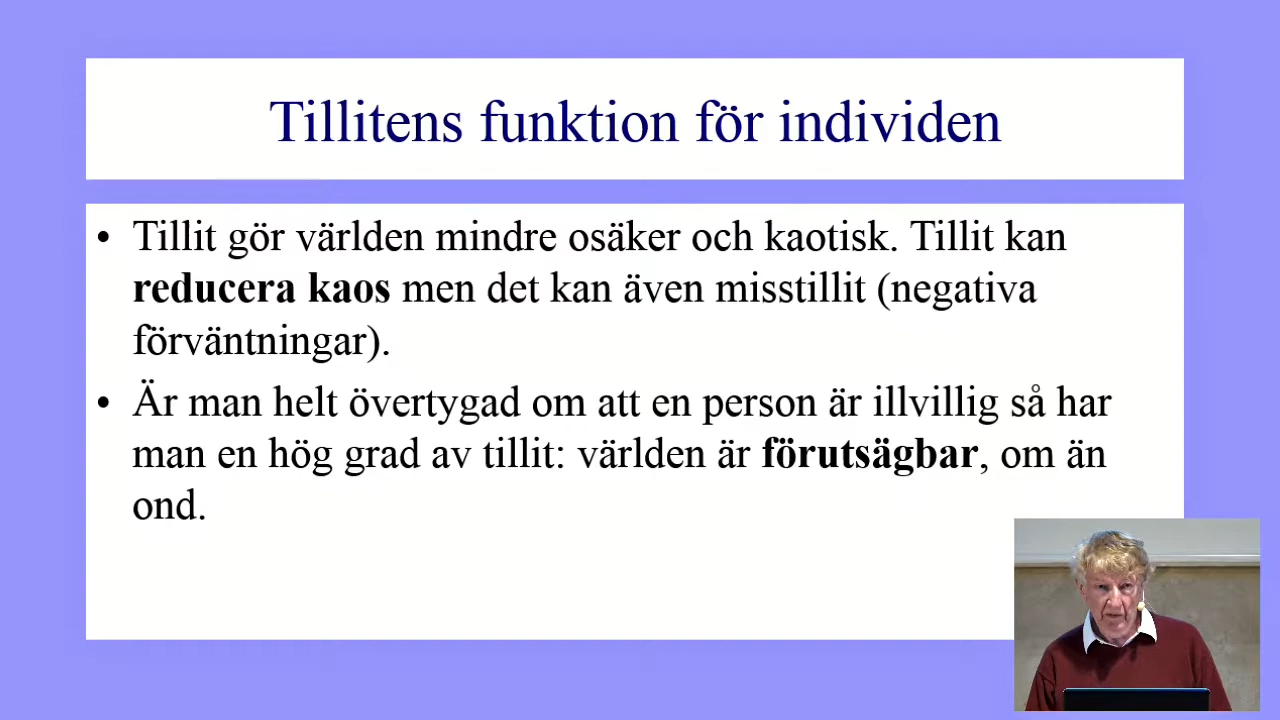 Tillitens funktion för individen
• Tillit gör världen mindre osäker och kaotisk. Tillit kan
reducera kaos men det kan även misstillit (negativa
förväntningar).
• Är man helt övertygad om att en person är illvillig så har
man en hög grad av tillit: världen är förutsägbar, om än
ond.